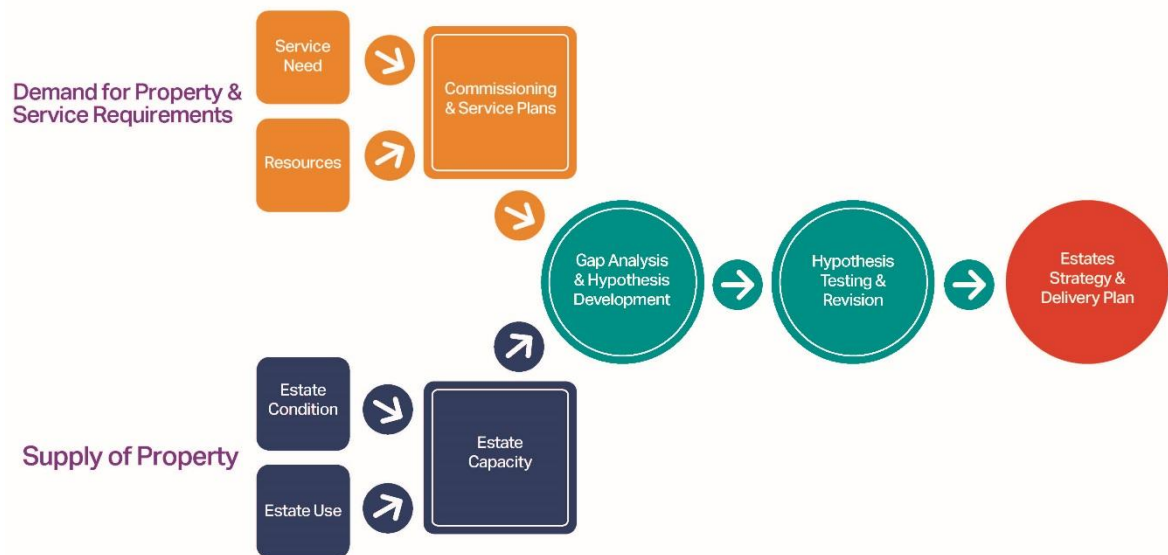 Demand for Property &
Service Requirements
Service
Need
Resources
Commissioning
& Service Plans
Gap Analysis
& Hypothesis
Development
Hypothesis
Testing &
Revision
Estates
Strategy &
Delivery Plan
Supply of Property
Estate
Condition
Estate Use
Estate
Capacity